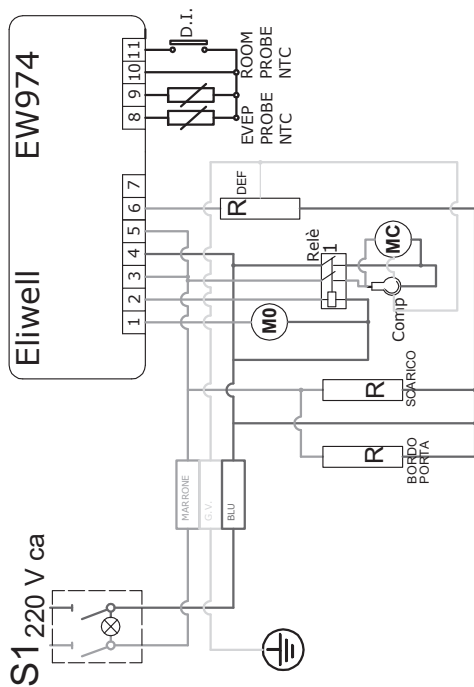 Eliwell
EW974
1
2
3
4
5
6
7
8
9
10
11
D.I.
EVEP
PROBE
NTC
ROOM
PROBE
NTC
R
DEF
Relè
1
M0
MC
Comp
R
SCARICO
R
BORDO
PORTA
MARRONE
G.V.
BLU
S1
220 V ca